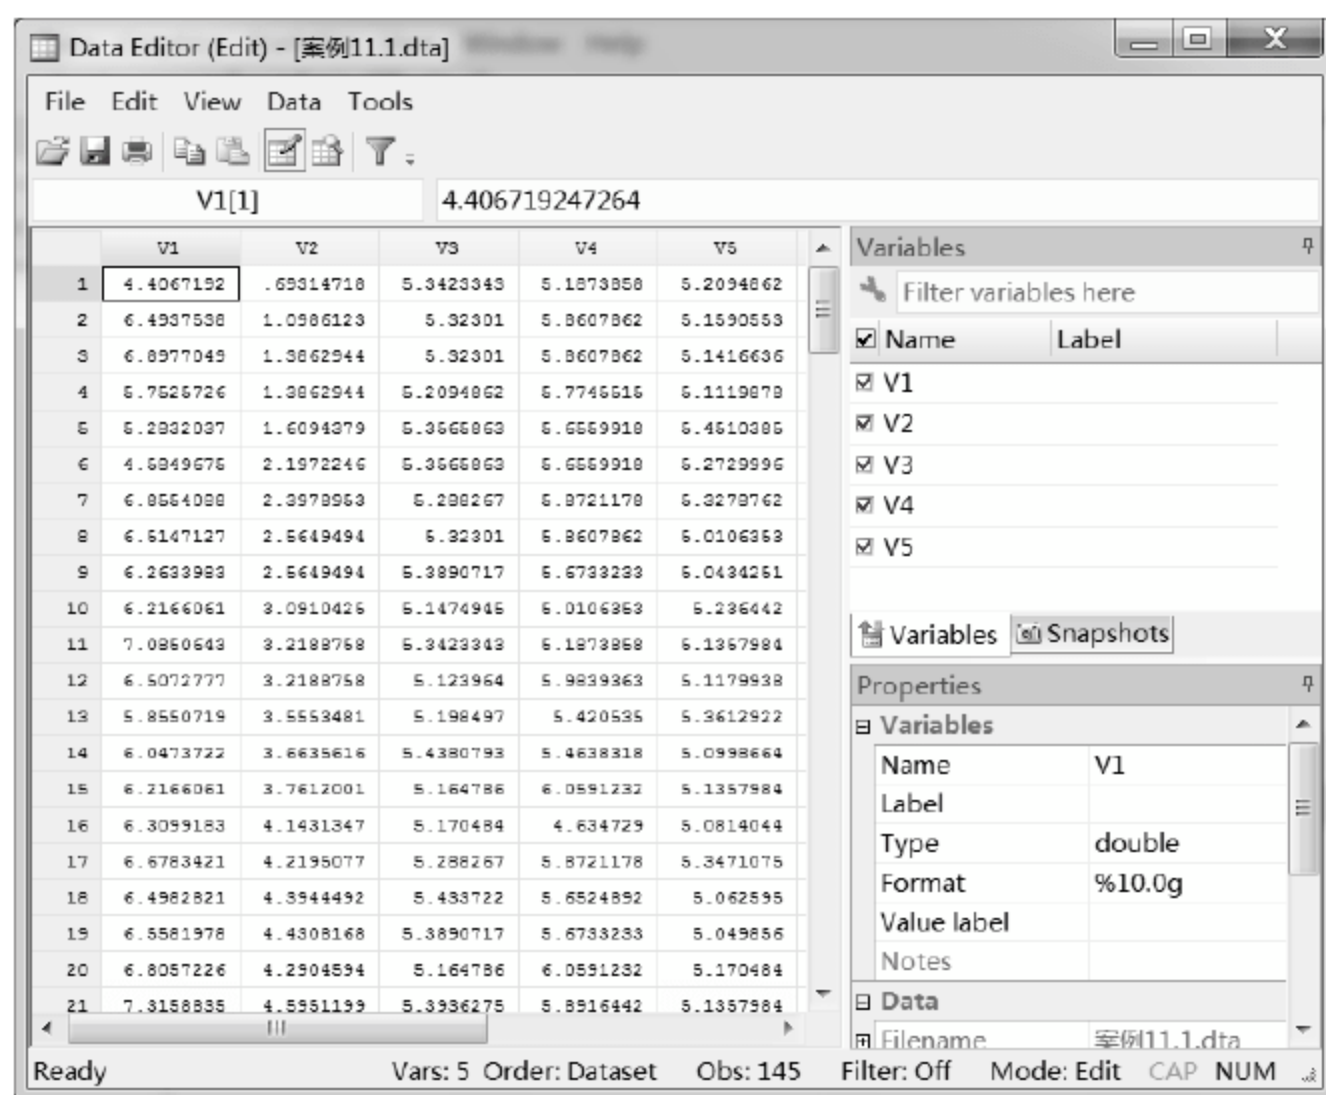 Data Editor (Edit) - [案例11.1.dta]
Window Help
File Edit View Data Tools
V1[1] 4.406719247264
V1 V2 V3 V4 V5
1 4.4067192 .69314718 5.3423343 5.1873858 5.2094862
2 6.4937538 1.0986123 5.32301 5.8607862 5.1590553
3 6.8977049 1.3862944 5.32301 5.8607862 5.1416636
4 5.7525726 1.3862944 5.2094862 5.7745515 5.1119878
5 5.2832037 1.6094379 5.3565863 5.6559918 5.4510385
6 4.5849675 2.1972246 5.3565863 5.6559918 5.2729996
7 6.8554088 2.3978953 5.288267 5.8721178 5.3278762
8 6.5147127 2.5649494 5.32301 5.8607862 5.0106353
9 6.2633983 2.5649494 5.3890717 5.6733233 5.0434251
10 6.2166061 3.0910425 5.1474945 5.0106353 5.236442
11 7.0850643 3.2188758 5.3423343 5.1873858 5.1357984
12 6.5072777 3.2188758 5.123964 5.9839363 5.1179938
13 5.8550719 3.5553481 5.198497 5.420535 5.3612922
14 6.0473722 3.6635616 5.4380793 5.4638318 5.0998664
15 6.2166061 3.7612001 5.164786 6.0591232 5.1357984
16 6.3099183 4.1431347 5.170484 4.634729 5.0814044
17 6.6783421 4.2195077 5.288267 5.8721178 5.3471075
18 6.4982821 4.3944492 5.433722 5.6524892 5.062595
19 6.5581978 4.4308168 5.3890717 5.6733233 5.049856
20 6.8057226 4.2904594 5.164786 6.0591232 5.170484
21 7.3158835 4.5951199 5.3936275 5.8916442 5.1357984
Variables
Filter variables here
Name Label
V1
V2
V3
V4
V5
Variables Snapshots
Properties
Variables
Name V1
Label
Type double
Format %10.0g
Value label
Notes
Data
Filename 案例11.1.dta
Ready Vars: 5 Order: Dataset Obs: 145 Filter: Off Mode: Edit CAP NUM